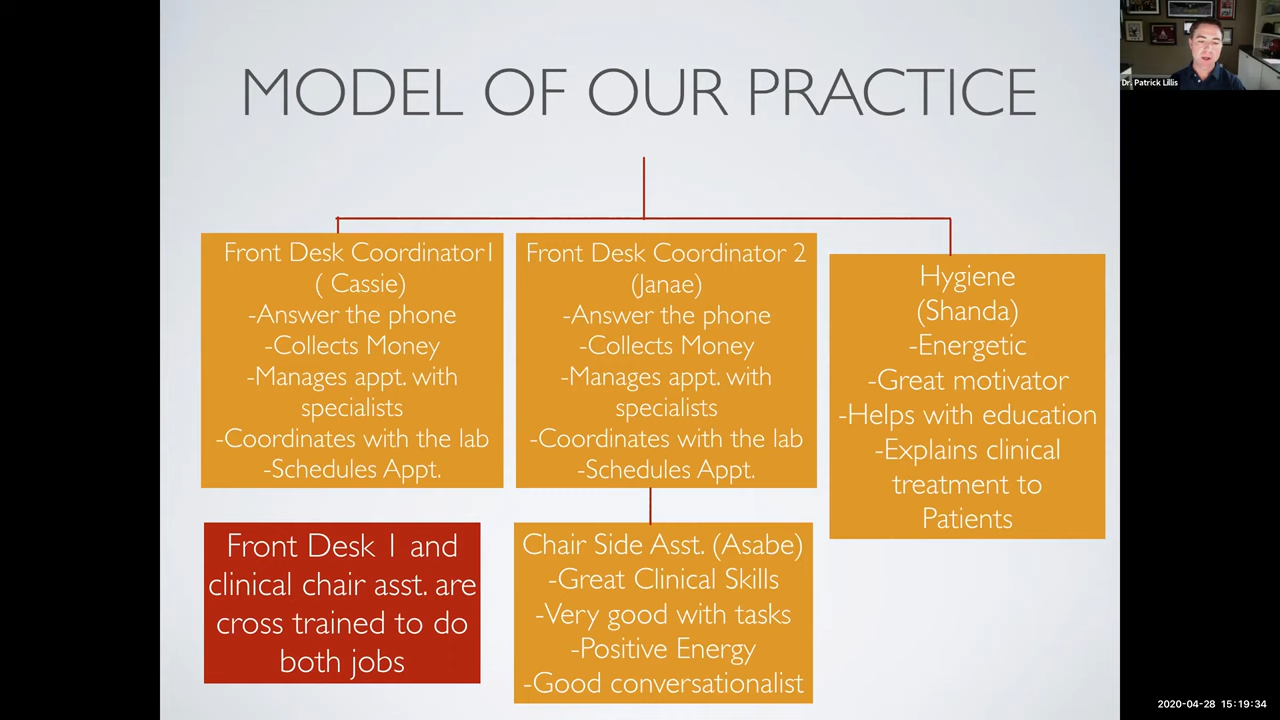 MODEL OF OUR PRACTICE
Front Desk Coordinator1
( Cassie)
-Answer the phone
-Collects Money
-Manages appt. with
specialists
-Coordinates with the lab
-Schedules Appt.
Front Desk Coordinator 2
(Janae)
-Answer the phone
-Collects Money
-Manages appt. with
specialists
-Coordinates with the lab
-Schedules Appt.
Hygiene
(Shanda)
-Energetic
-Great motivator
-Helps with education
-Explains clinical
treatment to
Patients
Front Desk 1 and
clinical chair asst. are
cross trained to do
both jobs
Chair Side Asst. (Asabe)
-Great Clinical Skills
-Very good with tasks
-Positive Energy
-Good conversationalist
Dr. Patrick Lillis
2020-04-28 15:19:34